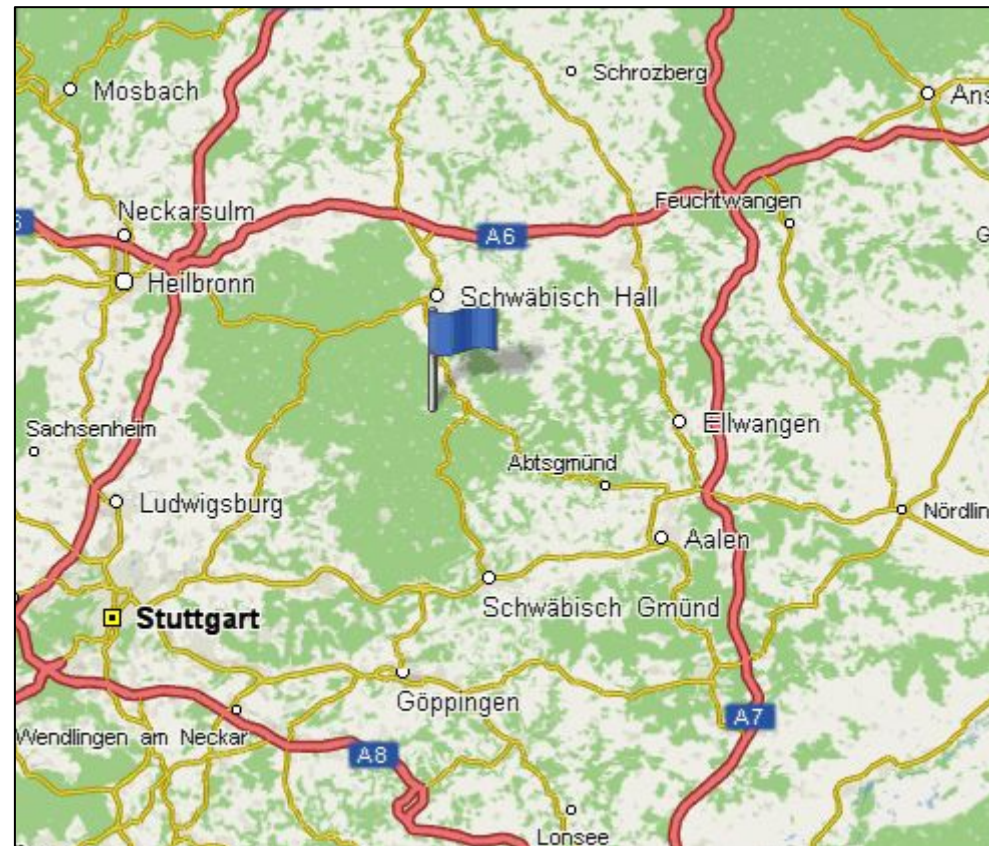 Schrozberg
Mosbach
Ans
Feuchtwangen
Neckarsulm
6
A6
G
Heilbronn
Schwäbisch Hall
Ellwangen
Sachsenheim
Abtsgmünd
Ludwigsburg
Nördlin
Aalen
Schwäbisch Gmünd
Stuttgart
Göppingen
A7
Wendlingen am Neckar
A8
Lonsee